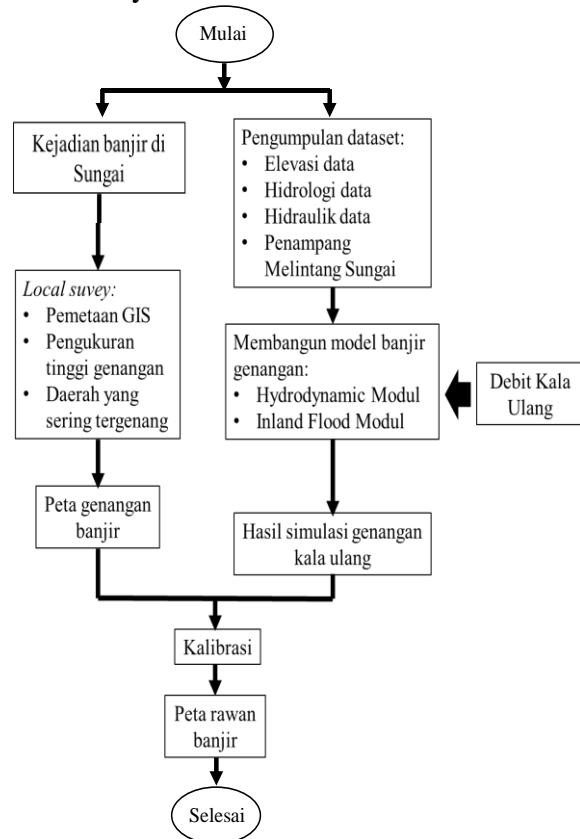 Mulai
Kejadian banjir di
Sungai
Pengumpulan dataset:
• Elevasi data
• Hidrologi data
• Hidraulik data
• Penampang
Melintang Sungai
Local suvey:
• Pemetaan GIS
• Pengukuran
tinggi genangan
• Daerah yang
sering tergenang
Membangun model banjir
genangan:
• Hydrodynamic Modul
• Inland Flood Modul
Debit Kala
Ulang
Peta genangan
banjir
Hasil simulasi genangan
kala ulang
Kalibrasi
Peta rawan
banjir
Selesai